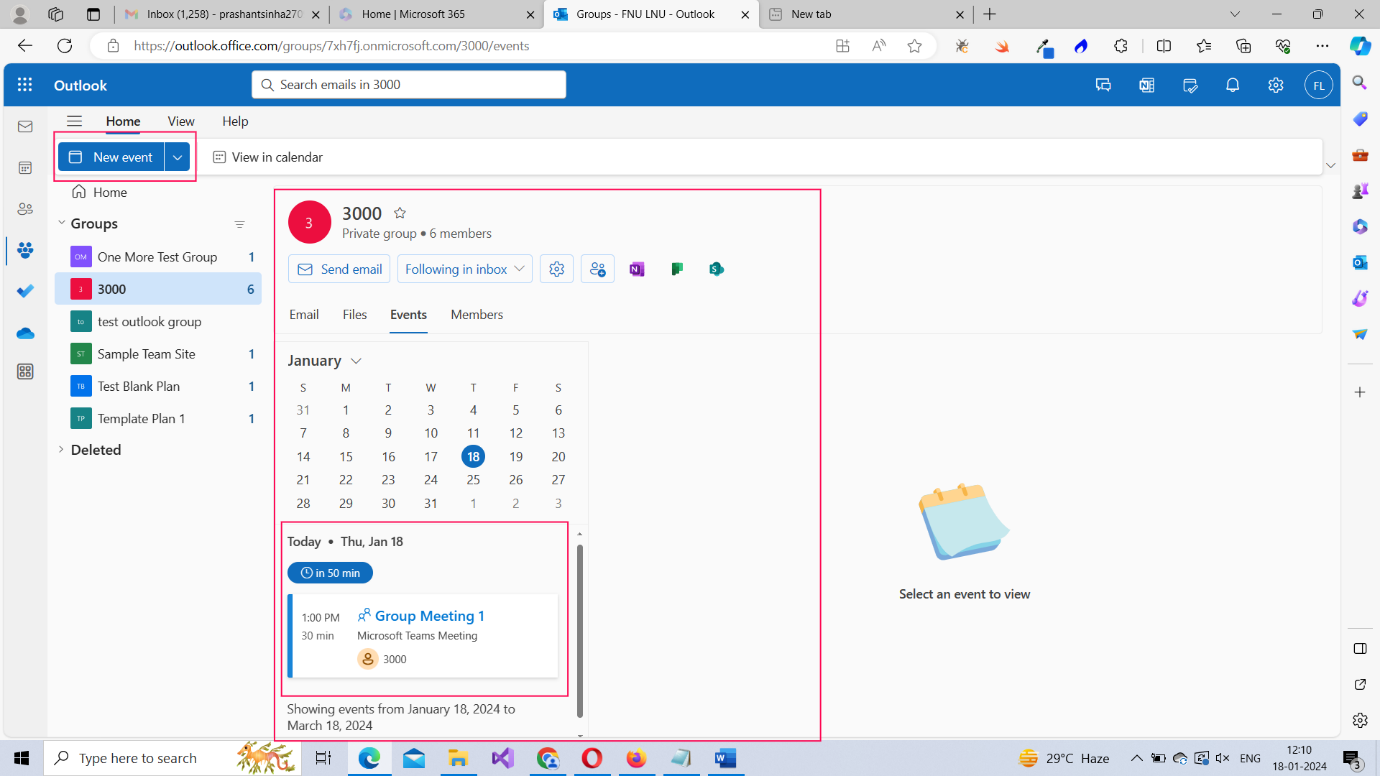 Inbox (1,258) - prashantsinha270
Home | Microsoft 365
Groups - FNU LNU - Outlook
New tab
https://outlook.office.com/groups/7xh7fj.onmicrosoft.com/3000/events
Outlook
Search emails in 3000
FL
Home View Help
New event
View in calendar
Home
Groups
OM One More Test Group 1
3 3000 6
to test outlook group
ST Sample Team Site 1
TB Test Blank Plan 1
TP Template Plan 1 1
Deleted
3
3000
Private group • 6 members
Send email
Following in inbox
Email Files Events Members
January
S M T W T F S
31 1 2 3 4 5 6
7 8 9 10 11 12 13
14 15 16 17 18 19 20
21 22 23 24 25 26 27
28 29 30 31 1 2 3
Today • Thu, Jan 18
in 50 min
1:00 PM Group Meeting 1
30 min Microsoft Teams Meeting
3000
Showing events from January 18, 2024 to
March 18, 2024
Select an event to view
Type here to search
29°C Haze
ENG
12:10
18-01-2024
3